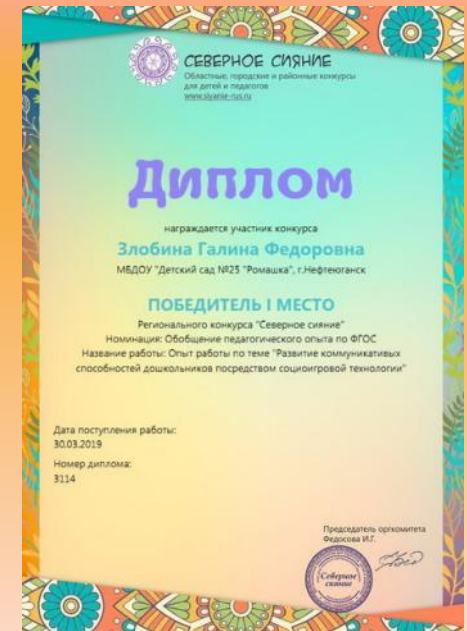 СЕВЕРНОЕ СИЯНИЕ
Областные, городские и районные конкурсы
для детей и педагогов
www.siyanie-rus.ru
Диплом
награждается участник конкурса
Злобина Галина Федоровна
МБДОУ "Детский сад №25 "Ромашка", г.Нефтеюганск
ПОБЕДИТЕЛЬ I МЕСТО
Регионального конкурса "Северное сияние"
Номинация: Обобщение педагогического опыта по ФГОС
Название работы: Опыт работы по теме "Развитие коммуникативых
способностей дошкольников посредством социоигровой технологии"
Дата поступления работы:
30.03.2019
Номер диплома:
3114
Председатель оргкомитета
Федосова И.Г.
Северное
сияние